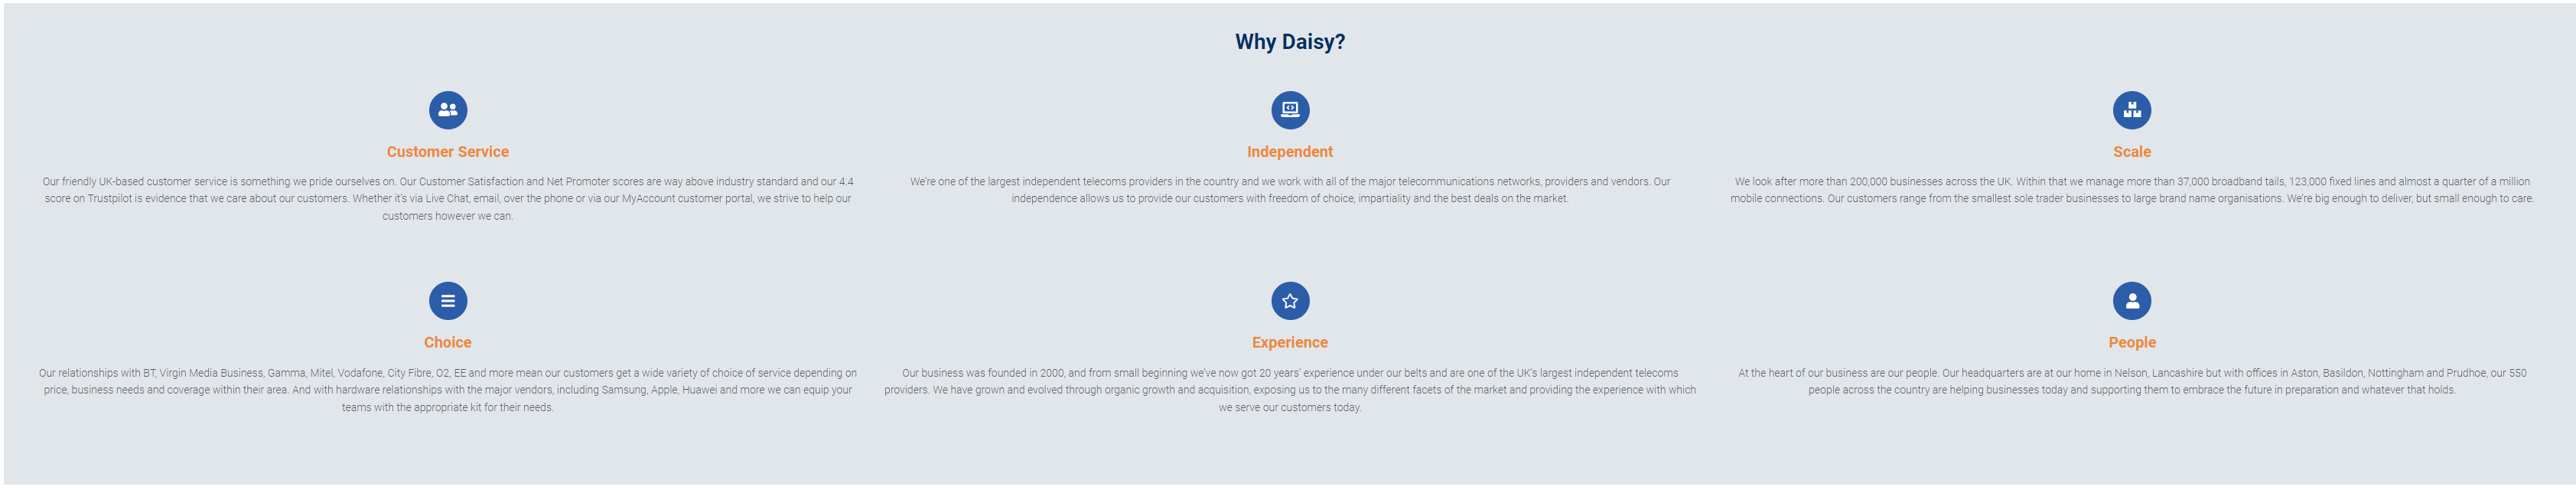 Why Daisy?
Customer Service
Our friendly UK-based customer service is something we pride ourselves on. Our Customer Satisfaction and Net Promoter scores are way above industry standard and our 4.4
score on Trustpilot is evidence that we care about our customers. Whether it's via Live Chat, email, over the phone or via our MyAccount customer portal, we strive to help our
customers however we can.
Independent
We're one of the largest independent telecoms providers in the country and we work with all of the major telecommunications networks, providers and vendors. Our
independence allows us to provide our customers with freedom of choice, impartiality and the best deals on the market.
Scale
We look after more than 200,000 businesses across the UK. Within that we manage more than 37,000 broadband tails, 123,000 fixed lines and almost a quarter of a million
mobile connections. Our customers range from the smallest sole trader businesses to large brand name organisations. We're big enough to deliver, but small enough to care.
Choice
Our relationships with BT, Virgin Media Business, Gamma, Mitel, Vodafone, City Fibre, O2, EE and more mean our customers get a wide variety of choice of service depending on
price, business needs and coverage within their area. And with hardware relationships with the major vendors, including Samsung, Apple, Huawei and more we can equip your
teams with the appropriate kit for their needs.
Experience
Our business was founded in 2000, and from small beginning we've now got 20 years' experience under our belts and are one of the UK's largest independent telecoms
providers. We have grown and evolved through organic growth and acquisition, exposing us to the many different facets of the market and providing the experience with which
we serve our customers today.
People
At the heart of our business are our people. Our headquarters are at our home in Nelson, Lancashire but with offices in Aston, Basildon, Nottingham and Prudhoe, our 550
people across the country are helping businesses today and supporting them to embrace the future in preparation and whatever that holds.